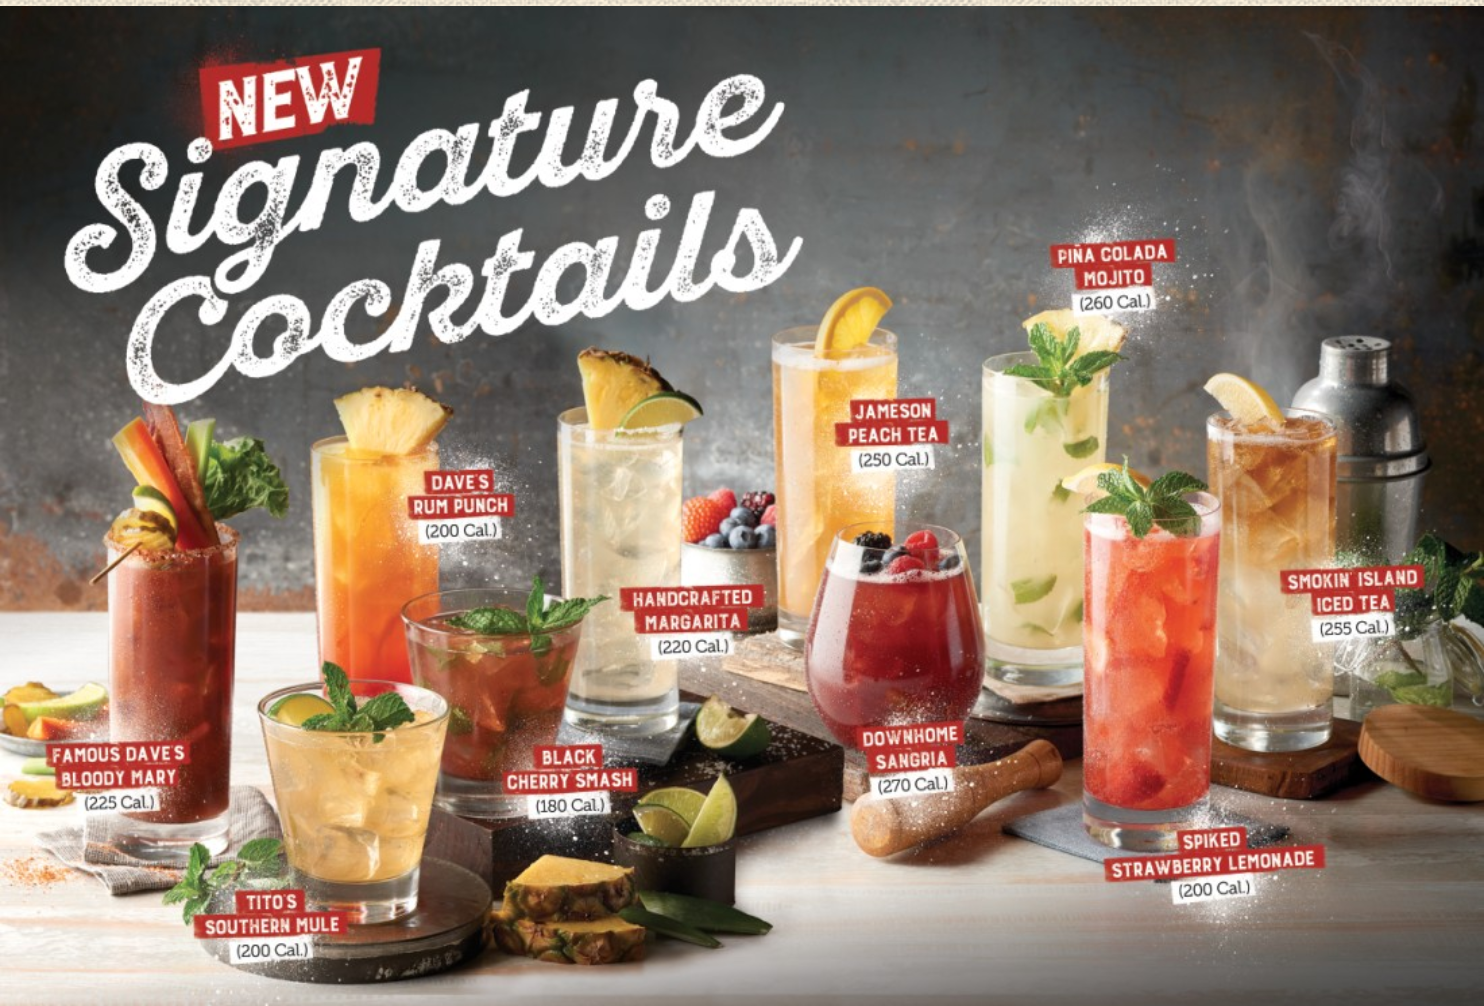 NEW
Signature
Cocktails
PIÑA COLADA
MOJITO
(260 Cal.)
JAMESON
PEACH TEA
(250 Cal.)
DAVE'S
RUM PUNCH
(200 Cal.)
HANDCRAFTED
MARGARITA
(220 Cal.)
SMOKIN' ISLAND
ICED TEA
(255 Cal.)
FAMOUS DAVE'S
BLOODY MARY
(225 Cal.)
BLACK
CHERRY SMASH
(180 Cal.)
DOWNHOME
SANGRIA
(270 Cal.)
SPIKED
STRAWBERRY LEMONADE
(200 Cal.)
TITO'S
SOUTHERN MULE
(200 Cal.)